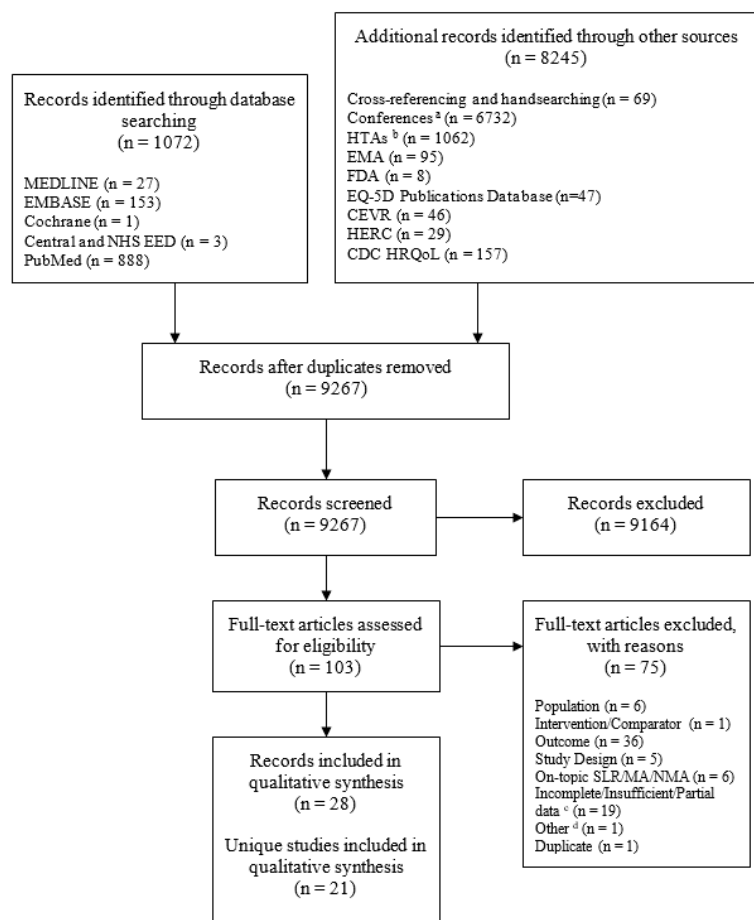 Records identified through database
searching
(n = 1072)
MEDLINE (n = 27)
EMBASE (n = 153)
Cochrane (n = 1)
Central and NHS EED (n = 3)
PubMed (n = 888)
Additional records identified through other sources
(n = 8245)
Cross-referencing and handsearching (n = 69)
Conferences a (n = 6732)
HTAs b (n = 1062)
EMA (n = 95)
FDA (n = 8)
EQ-5D Publications Database (n=47)
CEVR (n = 46)
HERC (n = 29)
CDC HRQoL (n = 157)
Records after duplicates removed
(n = 9267)
Records screened
(n = 9267)
Records excluded
(n = 9164)
Full-text articles assessed
for eligibility
(n = 103)
Full-text articles excluded,
with reasons
(n = 75)
Population (n = 6)
Intervention/Comparator (n = 1)
Outcome (n = 36)
Study Design (n = 5)
On-topic SLR/MA/NMA (n = 6)
Incomplete/Insufficient/Partial
data c (n = 19)
Other d (n = 1)
Duplicate (n = 1)
Records included in
qualitative synthesis
(n = 28)
Unique studies included in
qualitative synthesis
(n = 21)